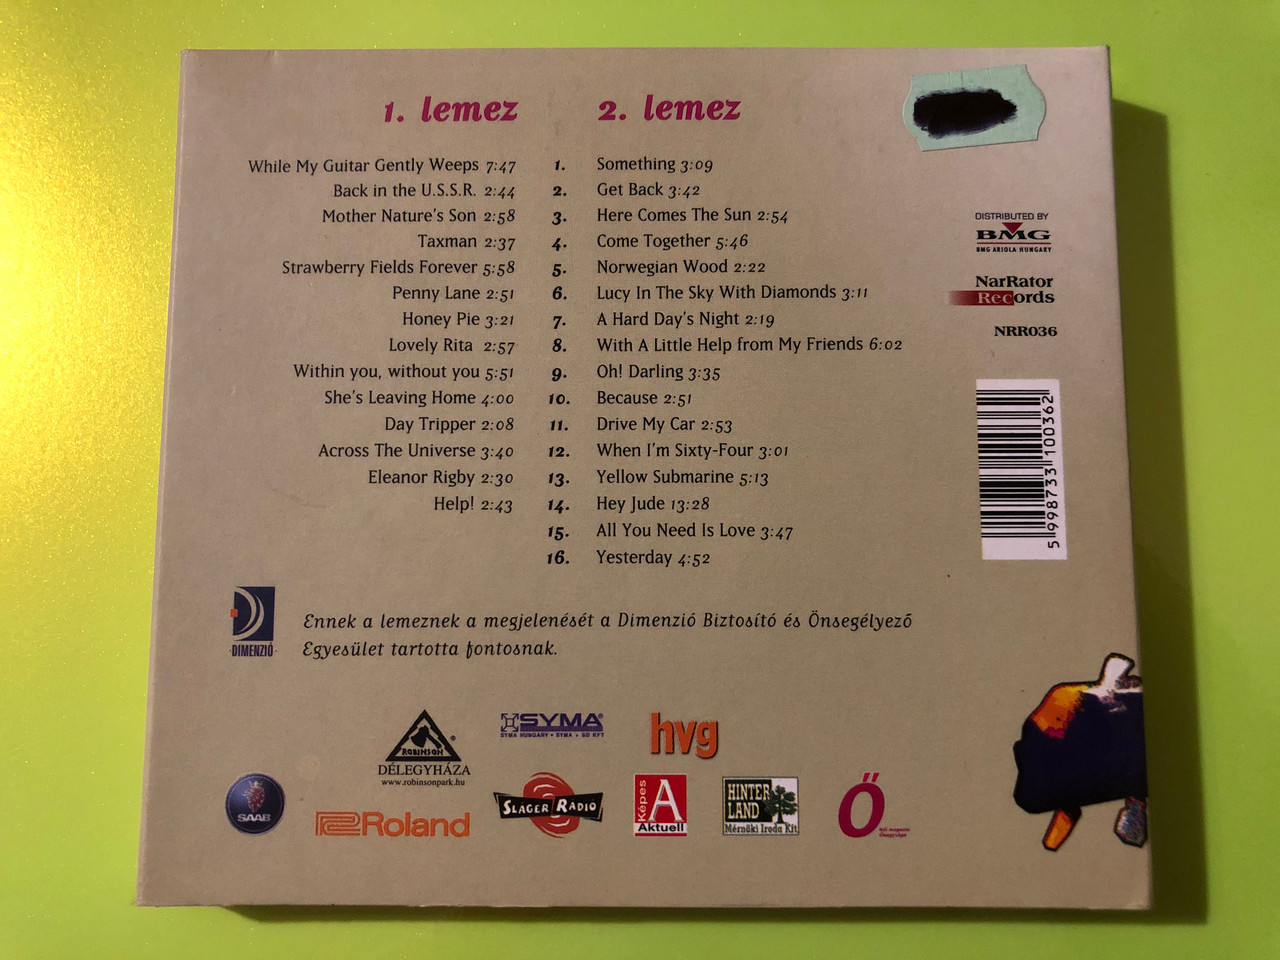 1. lemez
2. lemez
While My Guitar Gently Weeps 7:47 1. Something 3:09
Back in the U.S.S.R. 2:44 2. Get Back 3:42
Mother Nature's Son 2:58 3. Here Comes The Sun 2:54
Taxman 2:37 4. Come Together 5:46
Strawberry Fields Forever 5:58 5. Norwegian Wood 2:22
Penny Lane 2:51 6. Lucy In The Sky With Diamonds 3:11
Honey Pie 3:21 7. A Hard Day's Night 2:19
Lovely Rita 2:57 8. With A Little Help from My Friends 6:02
Within you, without you 5:51 9. Oh! Darling 3:35
She's Leaving Home 4:00 10. Because 2:51
Day Tripper 2:08 11. Drive My Car 2:53
Across The Universe 3:40 12. When I'm Sixty-Four 3:01
Eleanor Rigby 2:30 13. Yellow Submarine 5:13
Help! 2:43 14. Hey Jude 13:28
15. All You Need Is Love 3:47
16. Yesterday 4:52
DISTRIBUTED BY
BMG
BMG ARIOLA HUNGARY
NarRator
Records
NRR036
5 998733 100362
DIMENZIÓ
Ennek a lemeznek a megjelenését a Dimenzió Biztosító és Önsegélyező
Egyesület tartotta fontosnak.
ROBINSON
DÉLEGYHÁZA
www.robinsonpark.hu
SYMA
SYMA HUNGARY • SYMA + SD KFT
hvg
SAAB
Roland
SLAGER RADIO
Képes
A
Aktuell
HINTER
LAND
Mérnöki Iroda Kft
Ő